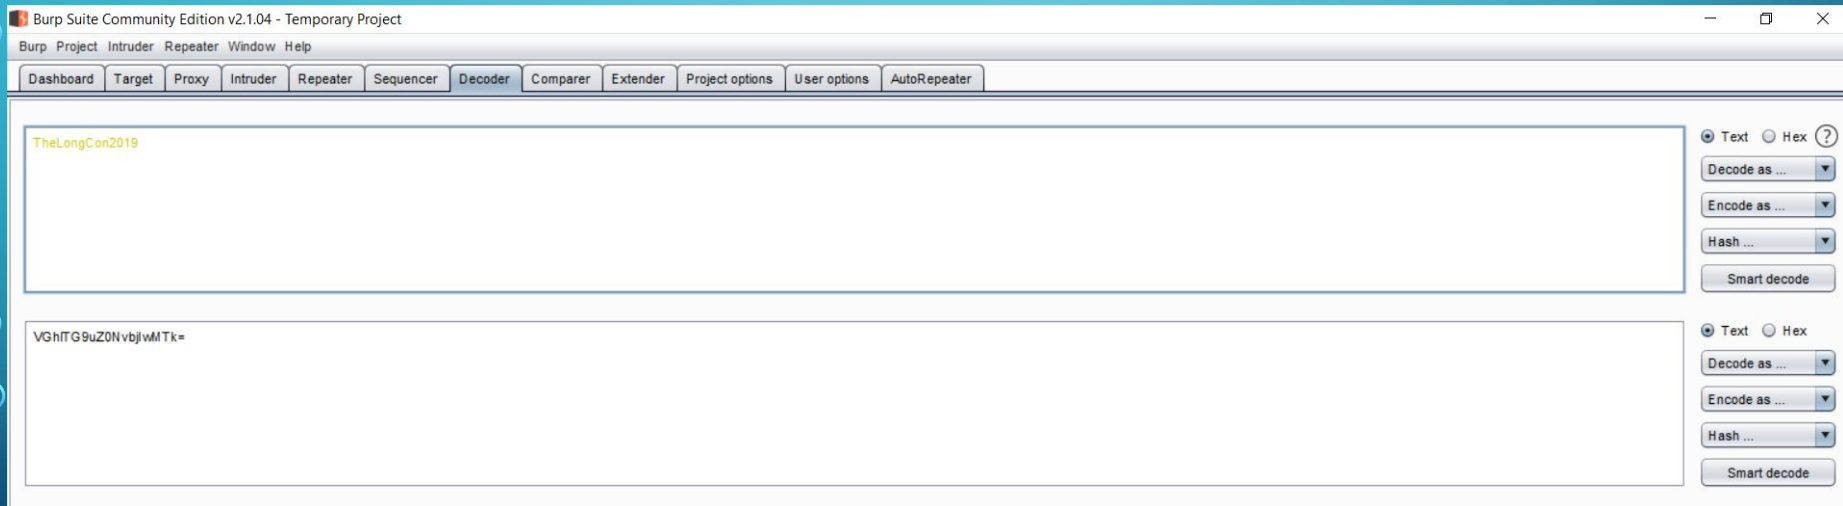 Burp Suite Community Edition v2.1.04 - Temporary Project
Burp Project Intruder Repeater Window Help
Dashboard Target Proxy Intruder Repeater Sequencer Decoder Comparer Extender Project options User options AutoRepeater
TheLongCon2019
Text Hex ?
Decode as ...
Encode as ...
Hash ...
Smart decode
VGhlTG9uZ0NvbjIwMTk=
Text Hex
Decode as ...
Encode as ...
Hash ...
Smart decode